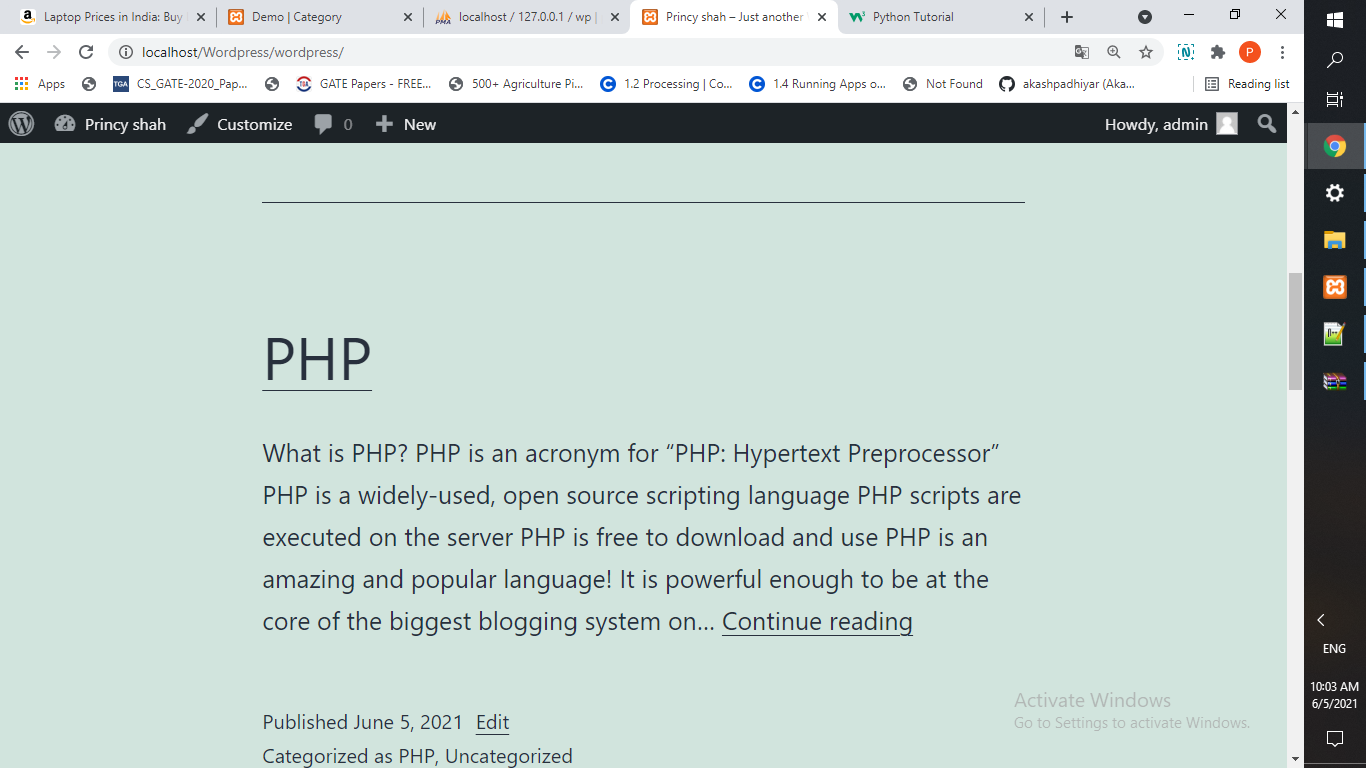 Laptop Prices in India: Buy
Demo | Category
localhost / 127.0.0.1 / wp |
Princy shah – Just another
Python Tutorial
localhost/Wordpress/wordpress/
P
Apps
TGA
CS_GATE-2020_Pap...
TGC
GATE Papers - FREE...
500+ Agriculture Pi...
1.2 Processing | Co...
1.4 Running Apps o...
Not Found
akashpadhiyar (Aka...
Reading list
Princy shah
Customize
0
New
Howdy, admin
PHP
What is PHP? PHP is an acronym for “PHP: Hypertext Preprocessor”
PHP is a widely-used, open source scripting language PHP scripts are
executed on the server PHP is free to download and use PHP is an
amazing and popular language! It is powerful enough to be at the
core of the biggest blogging system on... Continue reading
Published June 5, 2021 Edit
Categorized as PHP, Uncategorized
Activate Windows
Go to Settings to activate Windows.
ENG
10:03 AM
6/5/2021